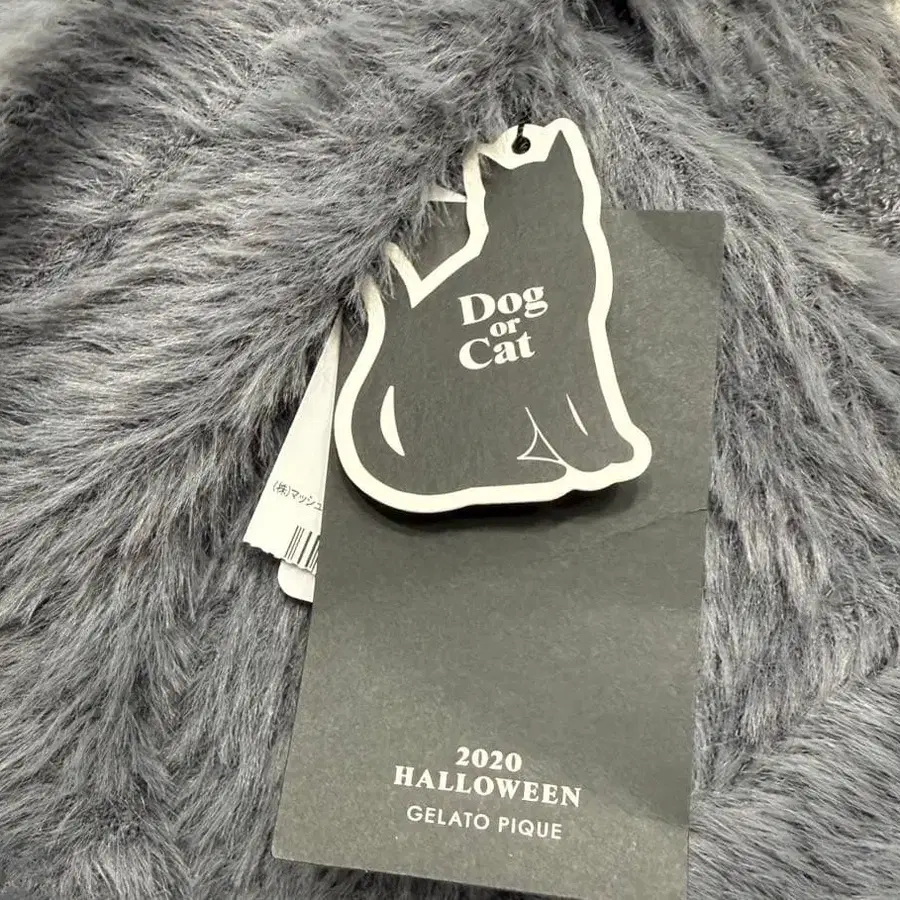 Dog
or
Cat
(株)マッシュ
2020
HALLOWEEN
GELATO PIQUE